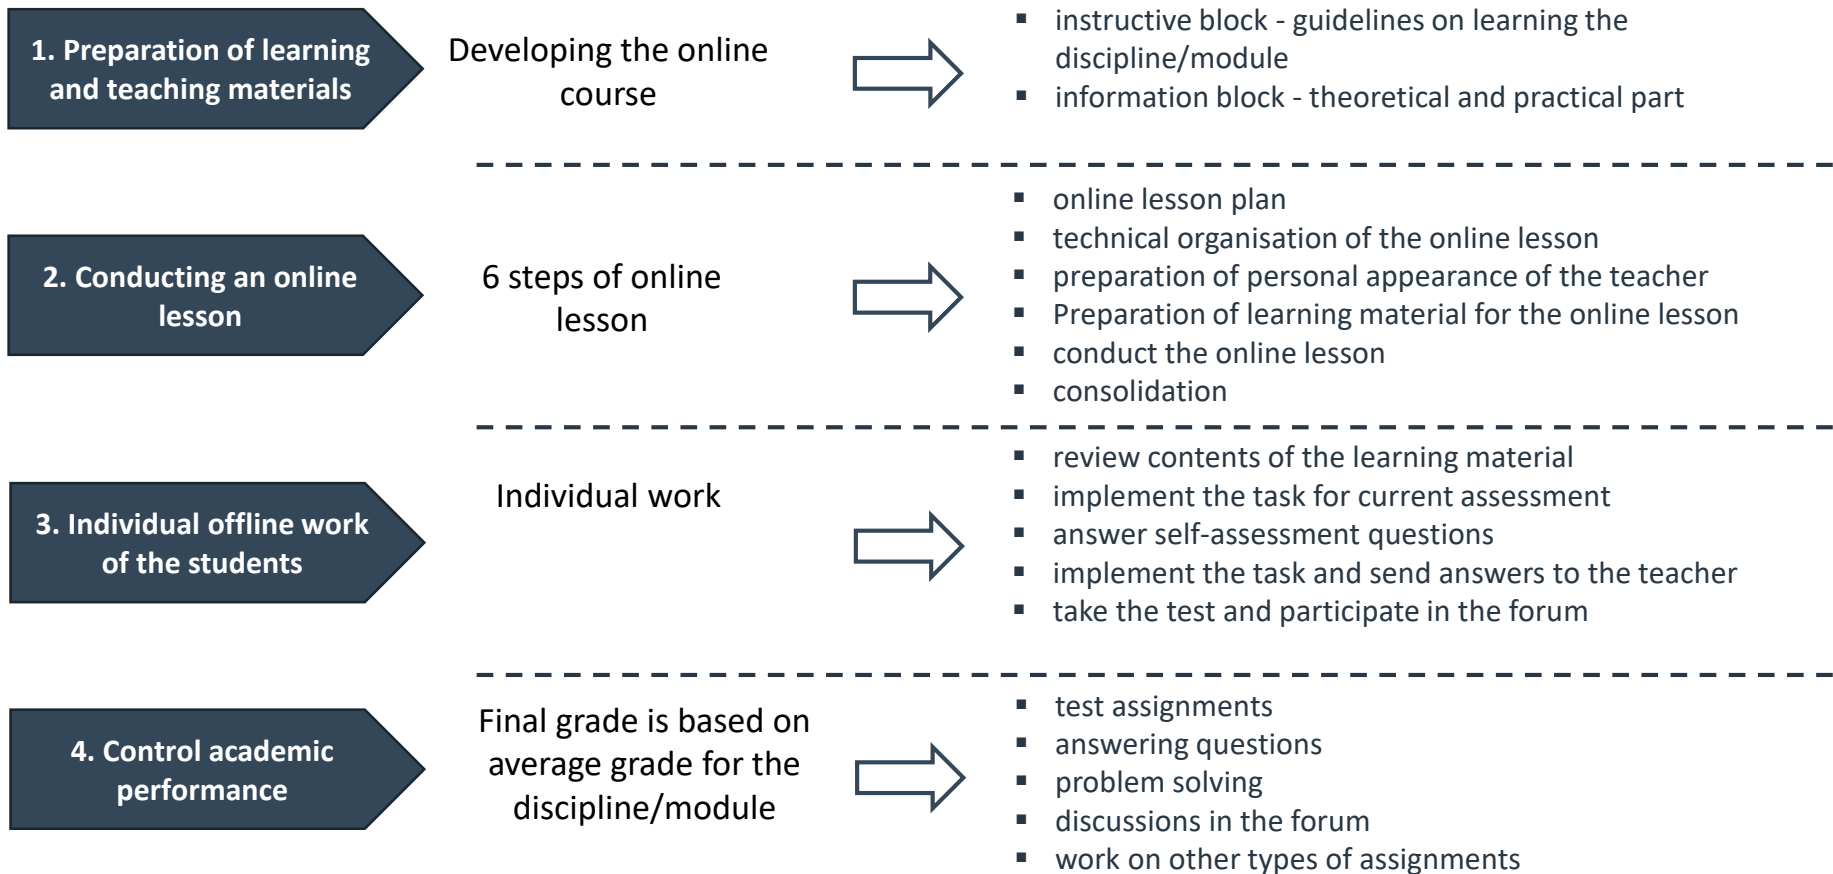 1. Preparation of learning
and teaching materials
Developing the online
course
▪ instructive block - guidelines on learning the
discipline/module
▪ information block - theoretical and practical part
2. Conducting an online
lesson
6 steps of online
lesson
▪ online lesson plan
▪ technical organisation of the online lesson
▪ preparation of personal appearance of the teacher
▪ Preparation of learning material for the online lesson
▪ conduct the online lesson
▪ consolidation
3. Individual offline work
of the students
Individual work
▪ review contents of the learning material
▪ implement the task for current assessment
▪ answer self-assessment questions
▪ implement the task and send answers to the teacher
▪ take the test and participate in the forum
4. Control academic
performance
Final grade is based on
average grade for the
discipline/module
▪ test assignments
▪ answering questions
▪ problem solving
▪ discussions in the forum
▪ work on other types of assignments